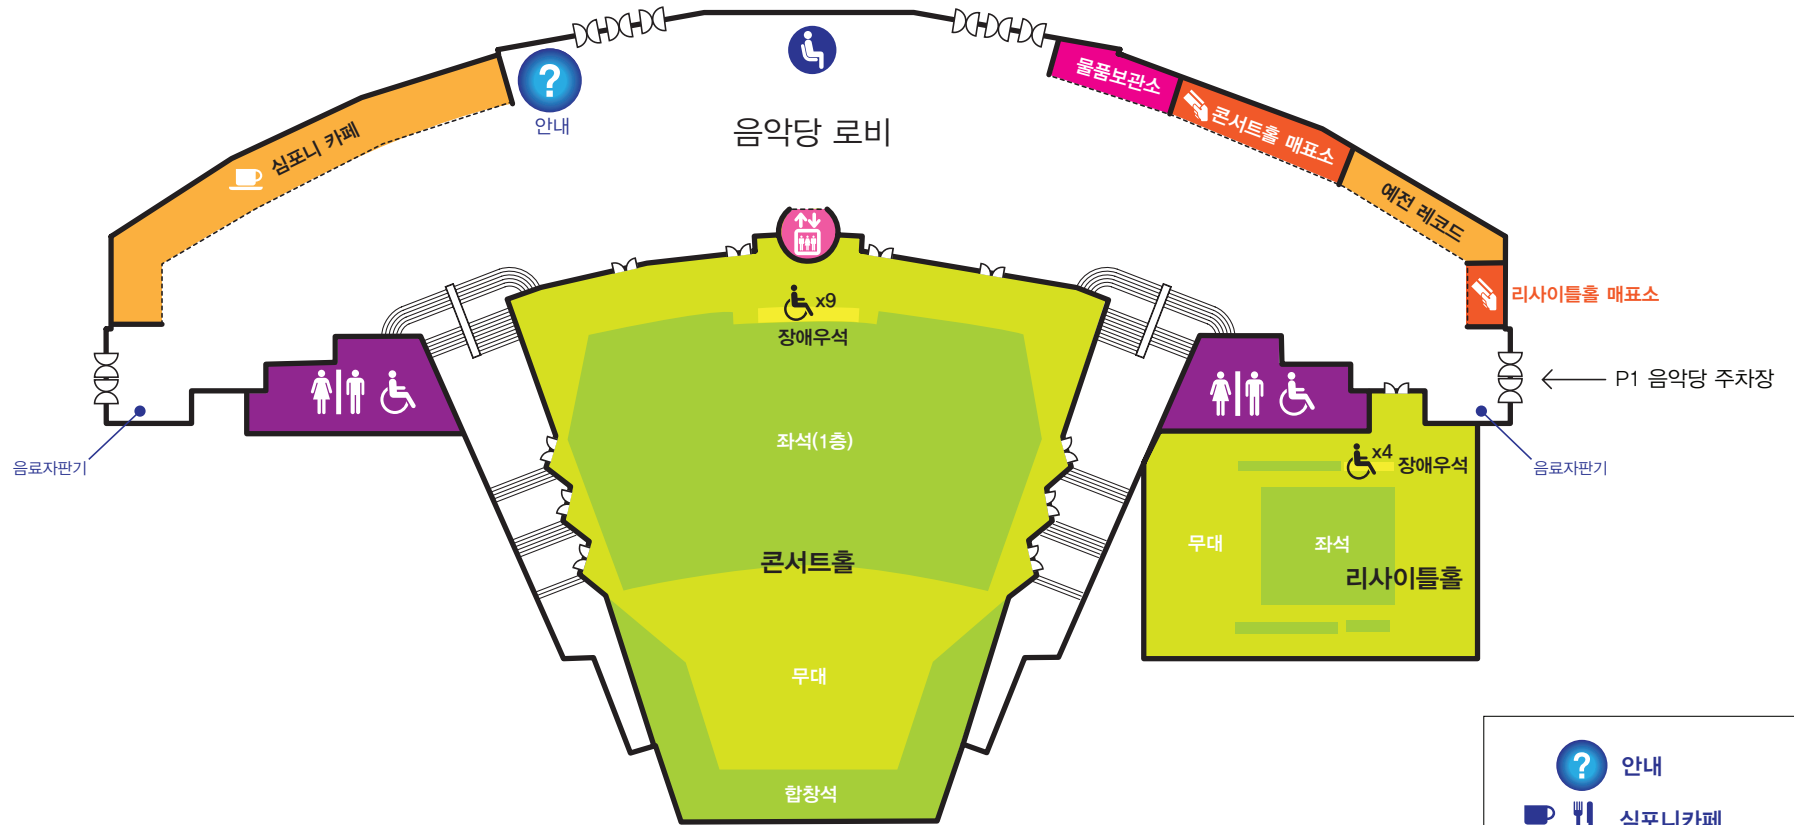 물품보관소
안내
콘서트홀 매표소
음악당 로비
심포니 카페
예전 레코드
리사이틀홀 매표소
x9
장애우석
P1 음악당 주차장
좌석(1층)
x4
장애우석
음료자판기
음료자판기
무대
좌석
콘서트홀
리사이틀홀
무대
합창석
안내
심포니카페